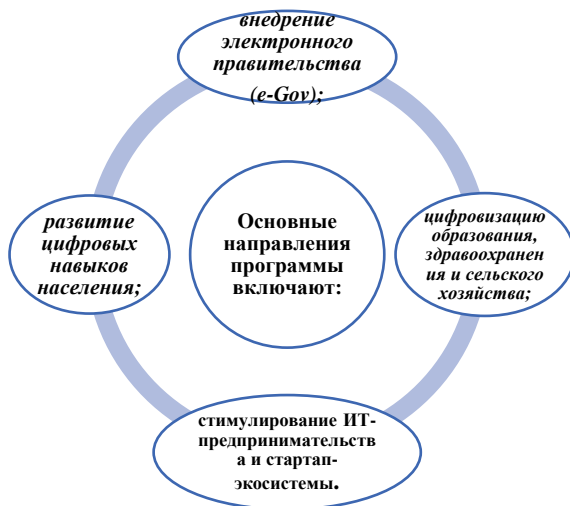 внедрение
электронного
правительства
(e-Gov);
развитие
цифровых
навыков
населения;
Основные
направления
программы
включают:
цифровизацию
образования,
здравоохранен
ия и сельского
хозяйства;
стимулирование ИТ-
предпринимательств
а и стартап-
экосистемы.